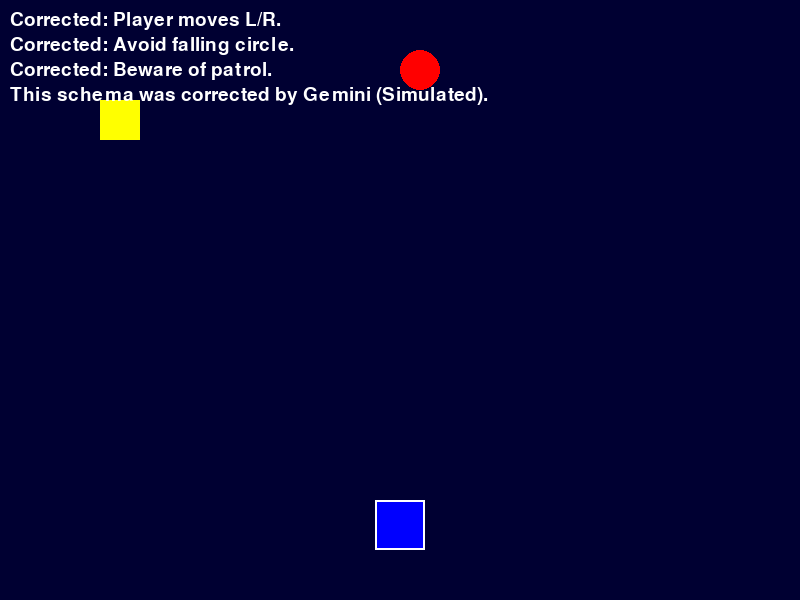 Corrected: Player moves L/R.
Corrected: Avoid falling circle.
Corrected: Beware of patrol.
This schema was corrected by Gemini (Simulated).